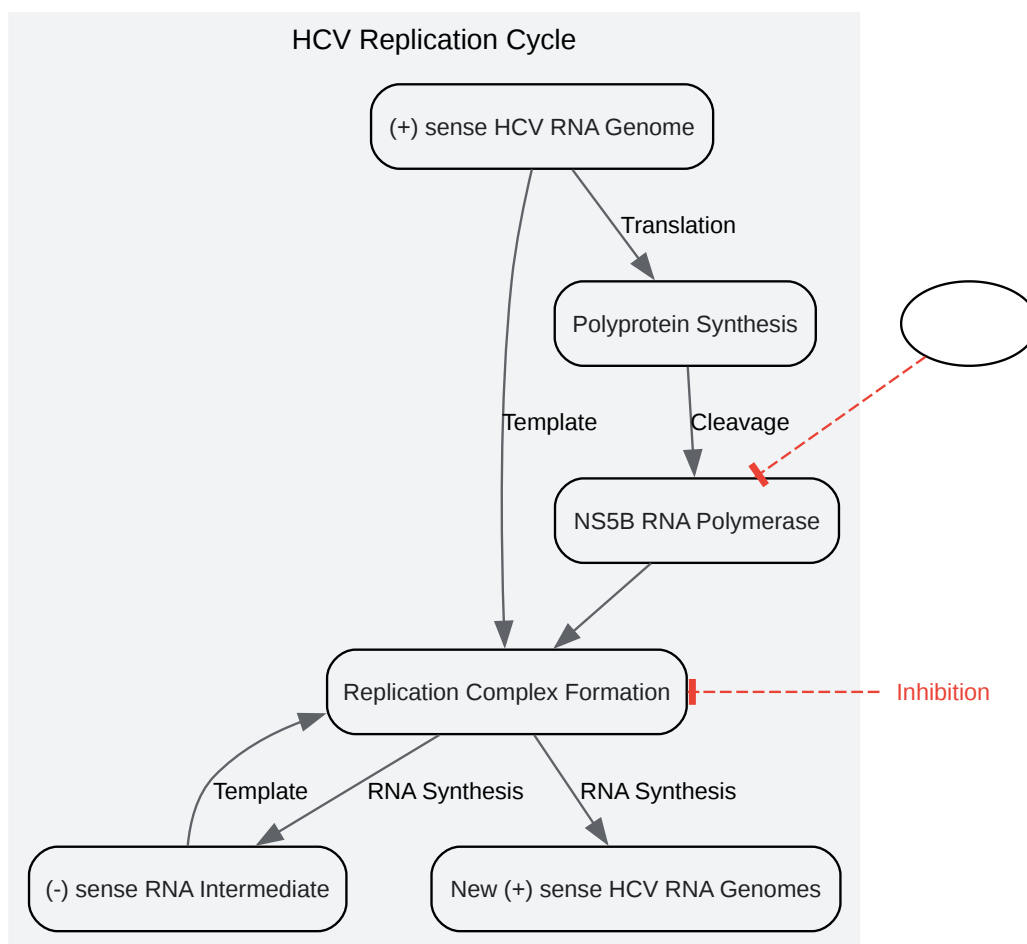 HCV Replication Cycle
(+) sense HCV RNA Genome
Translation
Polyprotein Synthesis
Template
Cleavage
NS5B RNA Polymerase
Replication Complex Formation
Inhibition
Template
RNA Synthesis
RNA Synthesis
(-) sense RNA Intermediate
New (+) sense HCV RNA Genomes